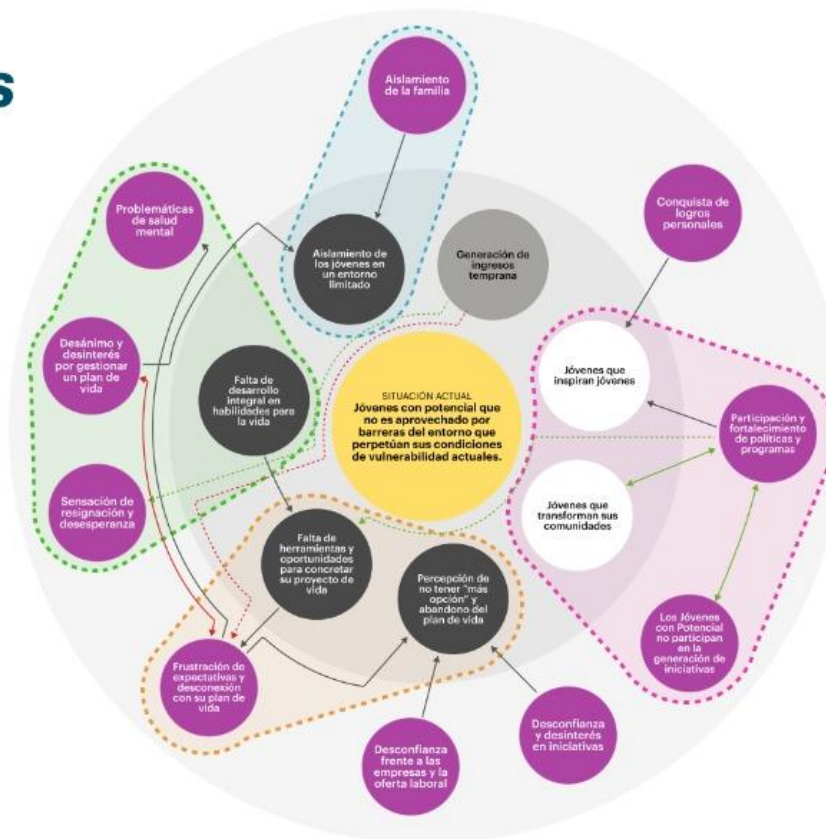 s
Aislamiento
de la familia
Problemáticas
de salud
mental
Aislamiento de
los jóvenes en
un entorno
limitado
Generación de
ingresos
temprana
Conquista de
logros
personales
Desánimo y
desinterés
por gestionar
un plan de
vida
Falta de
desarrollo
integral en
habilidades para
la vida
SITUACIÓN ACTUAL
Jóvenes con potencial que
no es aprovechado por
barreras del entorno que
perpetúan sus condiciones
de vulnerabilidad actuales.
Jóvenes que
inspiran jóvenes
Participación y
fortalecimiento
de políticas y
programas
Sensación de
resignación y
desesperanza
Jóvenes que
transforman sus
comunidades
Falta de
herramientas y
oportunidades
para concretar
su proyecto de
vida
Percepción de
no tener "más
opción" y
abandono del
plan de vida
Los Jóvenes
con Potencial
no participan
en la
generación de
iniciativas
Frustración de
expectativas y
desconexión
con su plan de
vida
Desconfianza
frente a las
empresas y la
oferta laboral
Desconfianza
y desinterés
en iniciativas